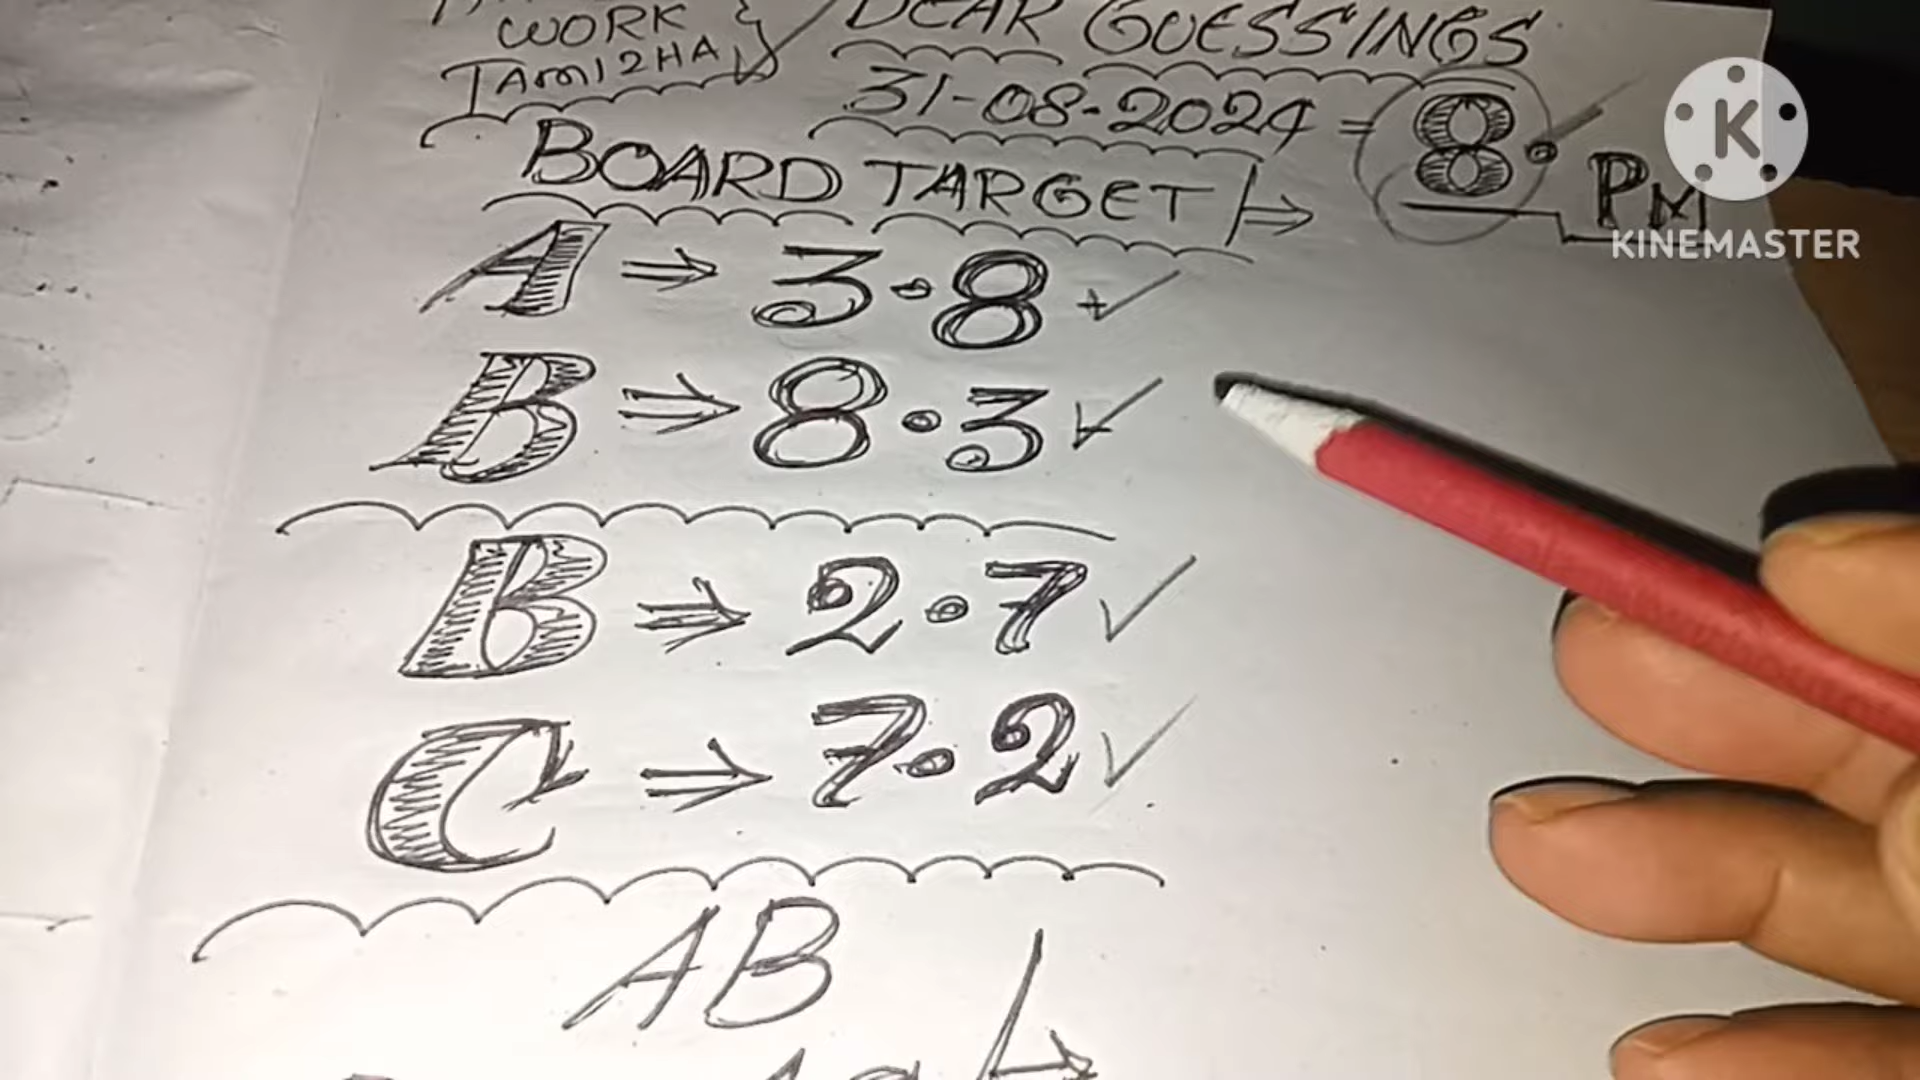 WORK
TAMIZHA
DEAR GUESSINGS
31-08-2024 = 8. PM
BOARD TARGET
A ⇒ 3.8
B ⇒ 8.3
B ⇒ 2.7
C ⇒ 7.2
AB
K
KINEMASTER